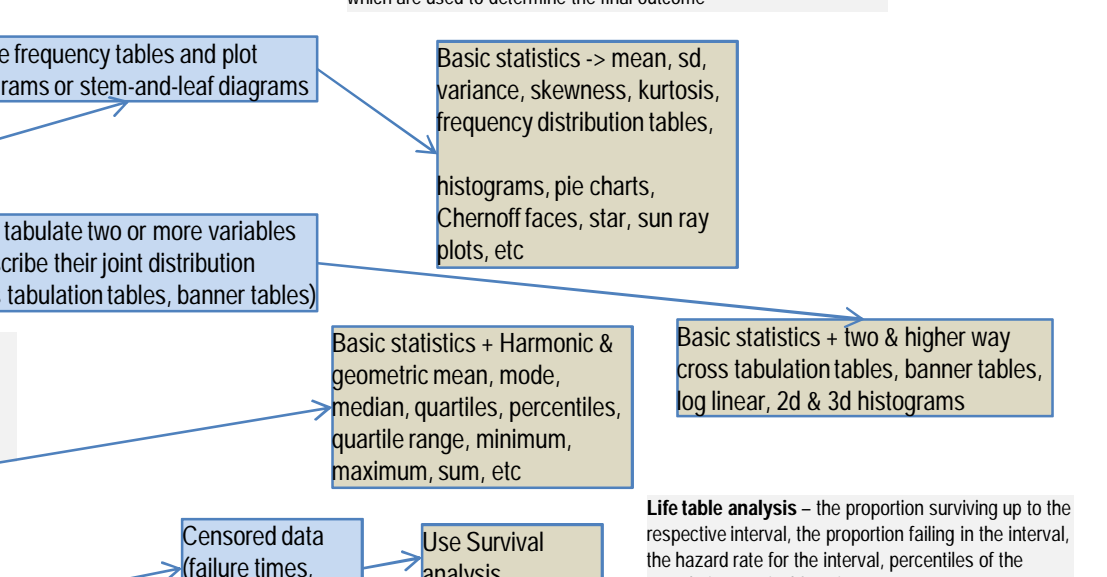 which are used to determine the final outcome
frequency tables and plot
or stem-and-leaf diagrams
Basic statistics -> mean, sd,
variance, skewness, kurtosis,
frequency distribution tables,
histograms, pie charts,
Chernoff faces, star, sun ray
plots, etc
tabulate two or more variables
their joint distribution
tabulation tables, banner tables)
Basic statistics + Harmonic &
geometric mean, mode,
median, quartiles, percentiles,
quartile range, minimum,
maximum, sum, etc
Basic statistics + two & higher way
cross tabulation tables, banner tables,
log linear, 2d & 3d histograms
Life table analysis – the proportion surviving up to the
respective interval, the proportion failing in the interval,
the hazard rate for the interval, percentiles of the
Censored data
(failure times,
Use Survival
analysis